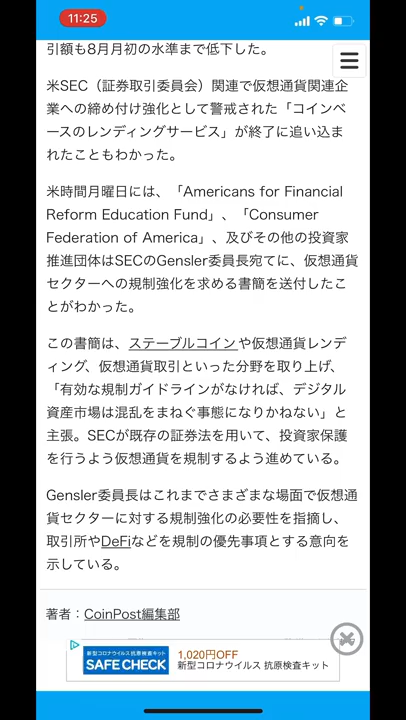 11:25
引額も8月月初の水準まで低下した。
米SEC（証券取引委員会）関連で仮想通貨関連企
業への締め付け強化として警戒された「コインベ
ースのレンディングサービス」が終了に追い込ま
れたこともわかった。
米時間月曜日には、「Americans for Financial
Reform Education Fund」、「Consumer
Federation of America」、及びその他の投資家
推進団体はSECのGensler委員長宛てに、仮想通貨
セクターへの規制強化を求める書簡を送付したこ
とがわかった。
この書簡は、ステーブルコインや仮想通貨レンデ
ィング、仮想通貨取引といった分野を取り上げ、
「有効な規制ガイドラインがなければ、デジタル
資産市場は混乱をまねぐ事態になりかねない」と
主張。SECが既存の証券法を用いて、投資家保護
を行うよう仮想通貨を規制するよう進めている。
Gensler委員長はこれまでさまざまな場面で仮想通
貨セクターに対する規制強化の必要性を指摘し、
取引所やDeFiなどを規制の優先事項とする意向を
示している。
著者：CoinPost編集部
新型コロナウイルス抗原検査キット
SAFE CHECK
1,020円OFF
新型コロナウイルス 抗原検査キット